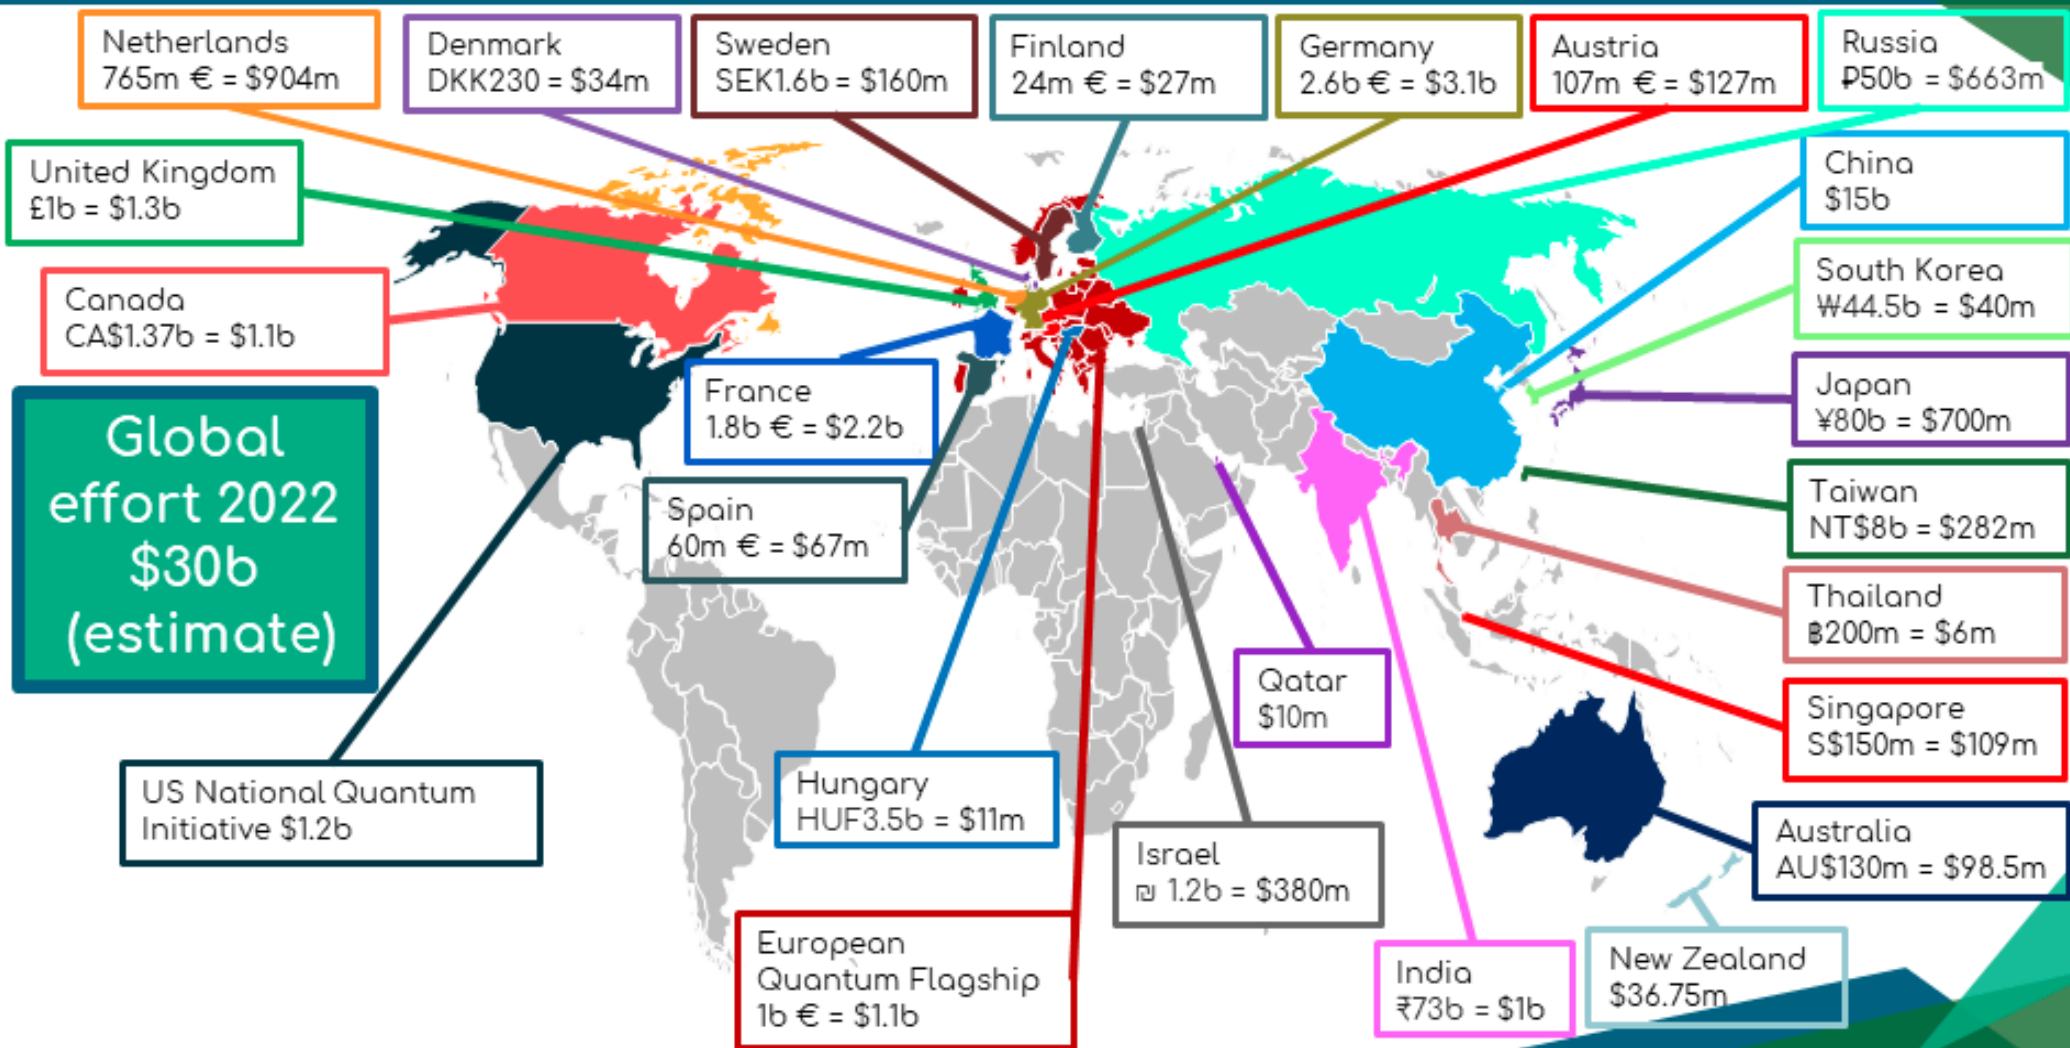 Netherlands
765m € = $904m
Denmark
DKK230 = $34m
Sweden
SEK1.6b = $160m
Finland
24m € = $27m
Germany
2.6b € = $3.1b
Austria
107m € = $127m
Russia
₽50b = $663m
United Kingdom
£1b = $1.3b
China
$15b
Canada
CA$1.37b = $1.1b
South Korea
₩44.5b = $40m
France
1.8b € = $2.2b
Japan
¥80b = $700m
Global
effort 2022
$30b
(estimate)
Spain
60m € = $67m
Taiwan
NT$8b = $282m
Thailand
฿200m = $6m
Qatar
$10m
Singapore
S$150m = $109m
US National Quantum
Initiative $1.2b
Hungary
HUF3.5b = $11m
Israel
₪ 1.2b = $380m
Australia
AU$130m = $98.5m
European
Quantum Flagship
1b € = $1.1b
India
₹73b = $1b
New Zealand
$36.75m